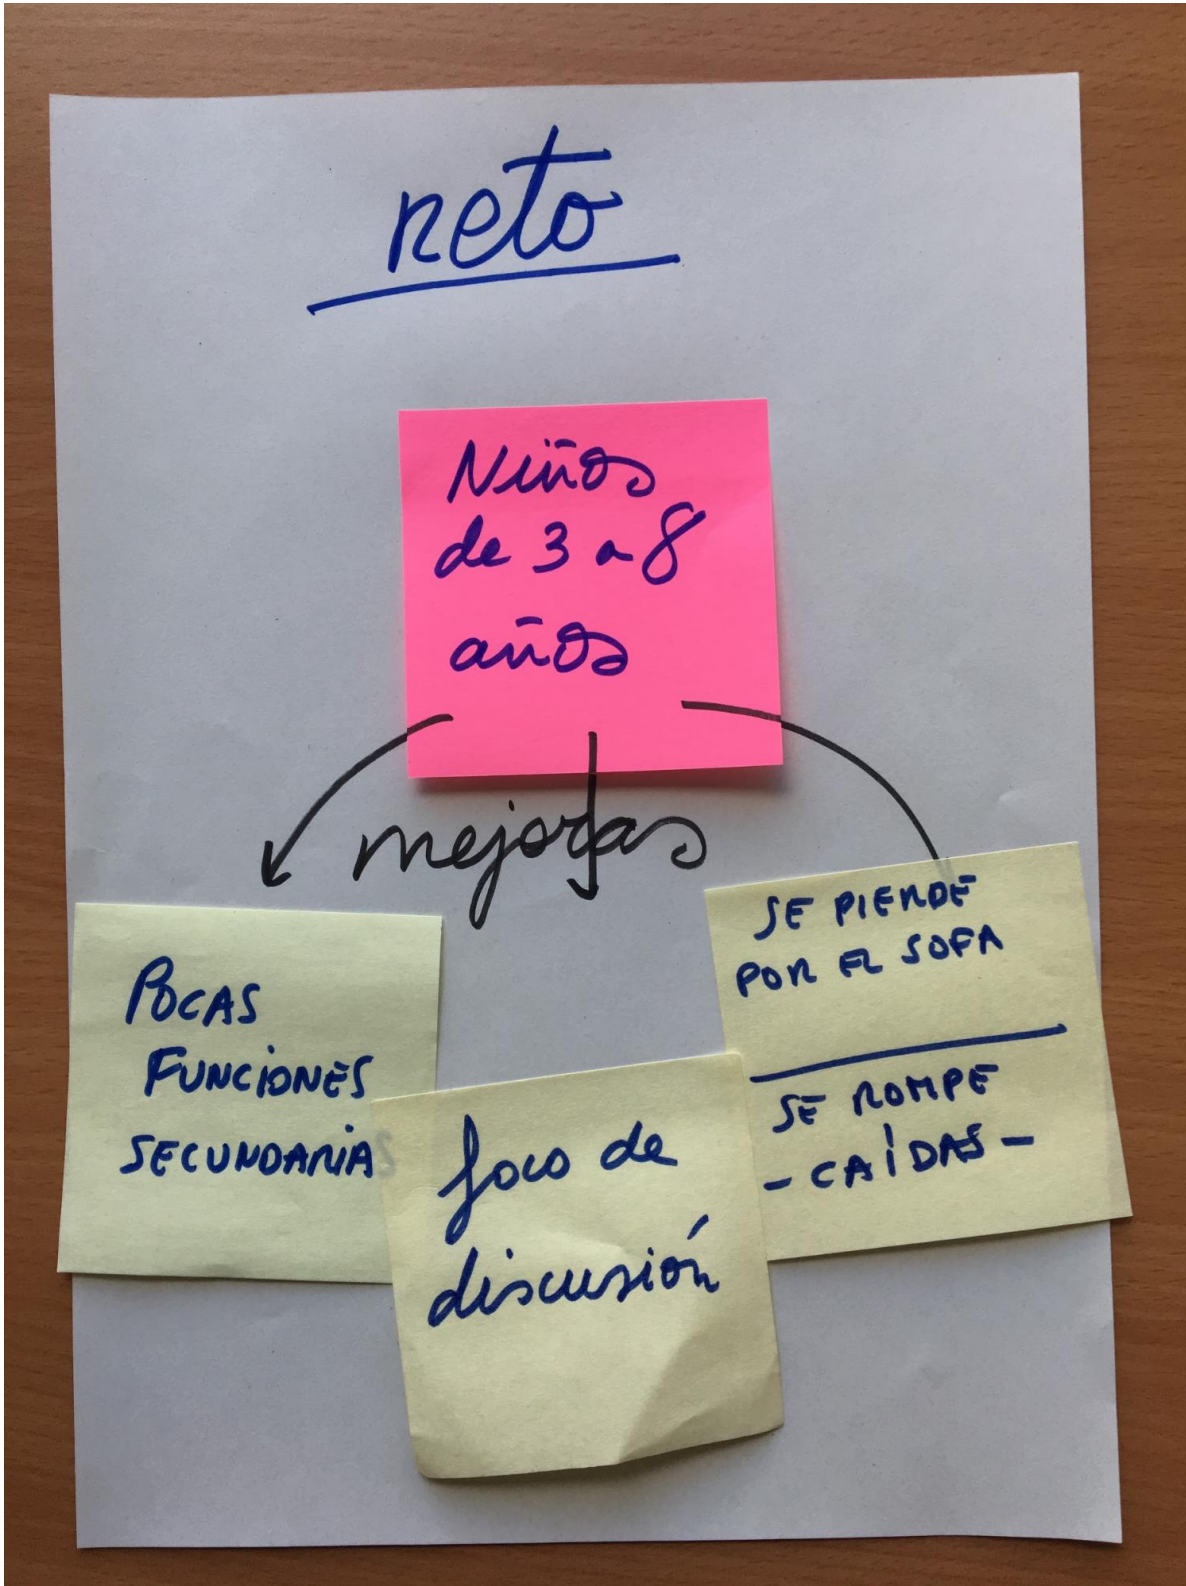 reto
Niños
de 3 a 8
años
mejoras
POCAS
FUNCIONES
SECUNDARIAS
foco de
discusión
SE PIERDE
POR EL SOFA
SE ROMPE
- CAÍDAS -